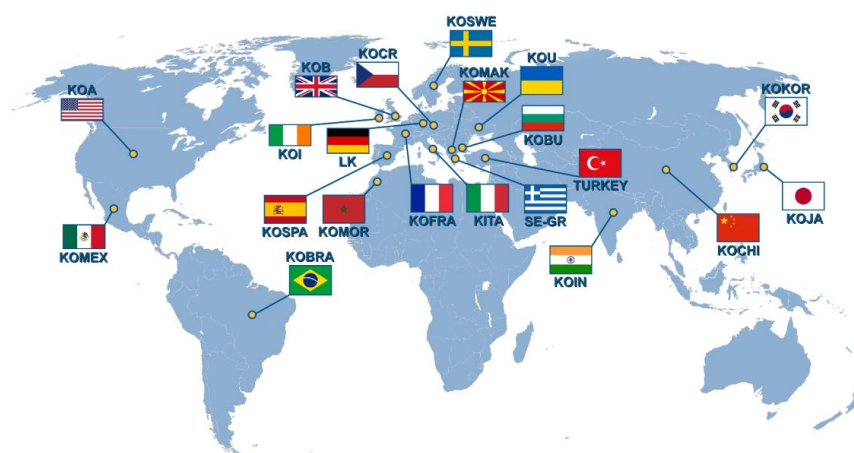 KOSWE
KOCR
KOB
KOU
KOMAK
KOA
KOKOR
KOI
LK
KOBU
TURKEY
KOJA
KOSPA
KOMOR
KOFRA
KITA
SE-GR
KOCHI
KOMEX
KOIN
KOBRA